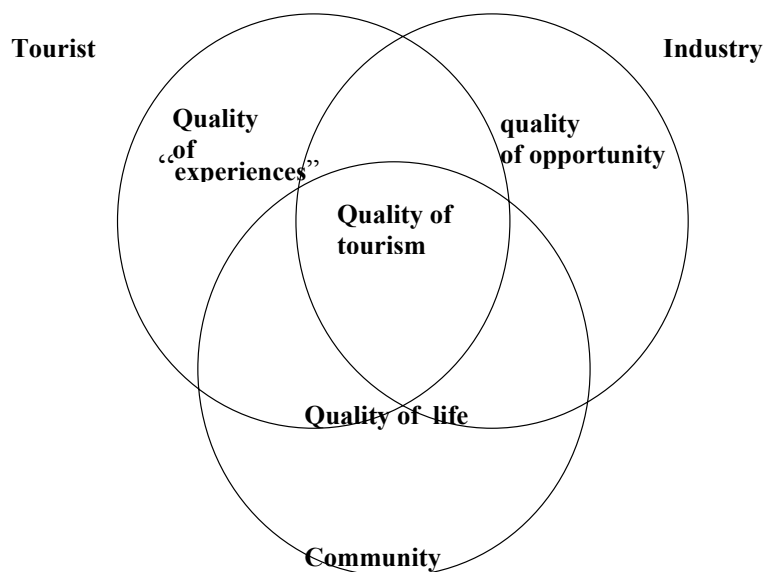 Tourist
Industry
Quality
of
“experiences”
quality
of opportunity
Quality of
tourism
Quality of life
Community